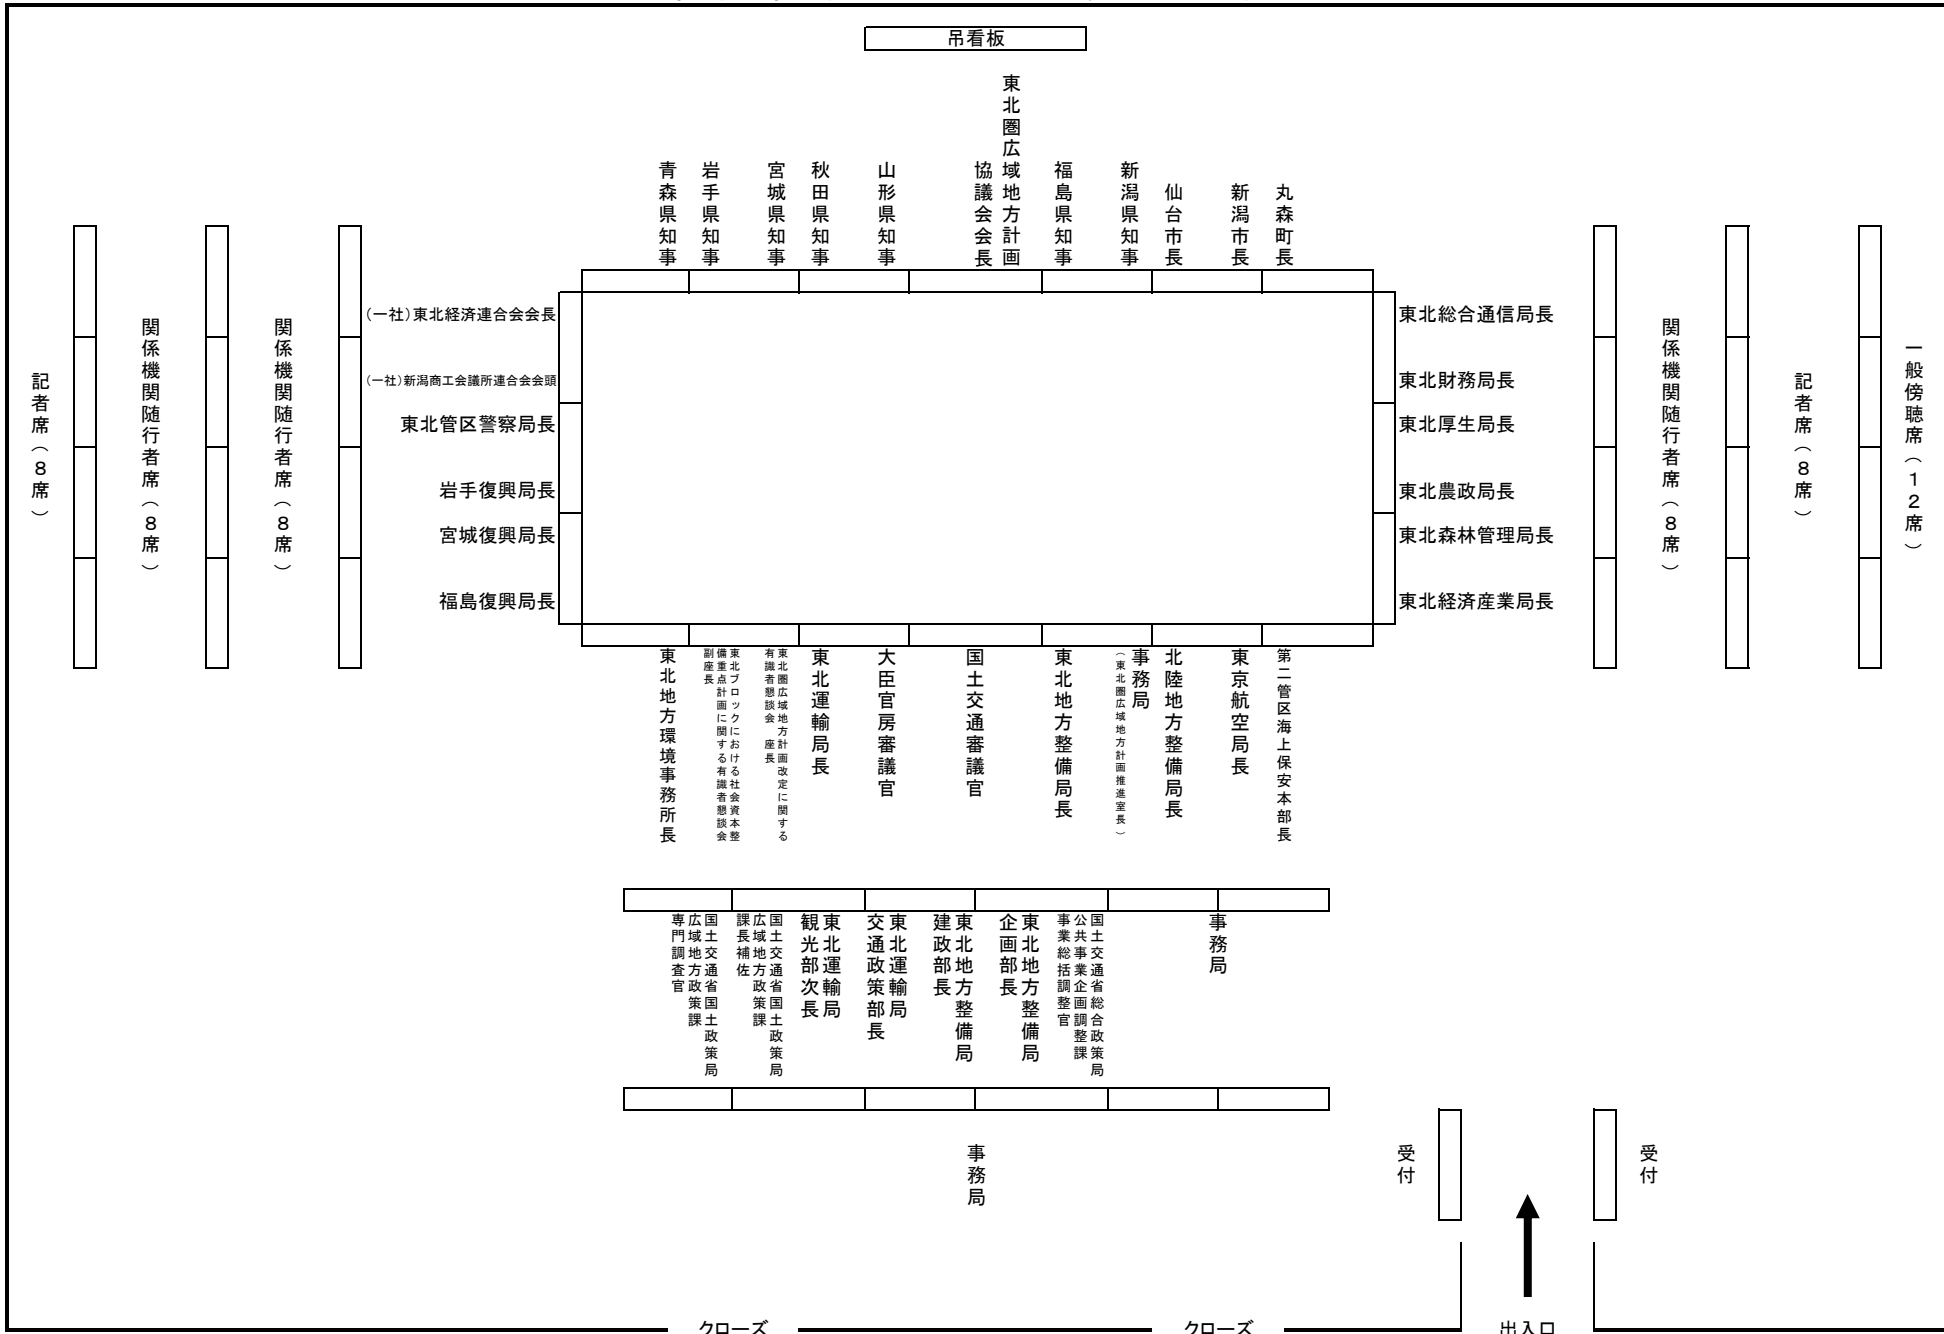 吊看板
青森県知事
岩手県知事
宮城県知事
秋田県知事
山形県知事
東北圏広域地方計画
協議会会長
福島県知事
新潟県知事
仙台市長
新潟市長
丸森町長
(一社)東北経済連合会会長
(一社)新潟商工会議所連合会会頭
東北管区警察局長
岩手復興局長
宮城復興局長
福島復興局長
東北総合通信局長
東北財務局長
東北厚生局長
東北農政局長
東北森林管理局長
東北経済産業局長
記者席(8席)
関係機関随行者席(8席)
関係機関随行者席(8席)
関係機関随行者席(8席)
記者席(8席)
一般傍聴席(12席)
東北地方環境事務所長
東北ブロックにおける社会資本整
備重点計画に関する有識者懇談会
副座長
東北圏広域地方計画改定に関する
有識者懇談会 座長
東北運輸局長
大臣官房審議官
国土交通審議官
東北地方整備局長
事務局
(東北圏広域地方計画推進室長)
北陸地方整備局長
東京航空局長
第二管区海上保安本部長
国土交通省国土政策局
広域地方政策課
専門調査官
国土交通省国土政策局
広域地方政策課
課長補佐
東北運輸局
観光部次長
東北運輸局
交通政策部長
東北地方整備局
建政部長
東北地方整備局
企画部長
国土交通省総合政策局
公共事業企画調整課
事業総括調整官
事務局
事務局
受付
受付
クローズ
クローズ
出入口